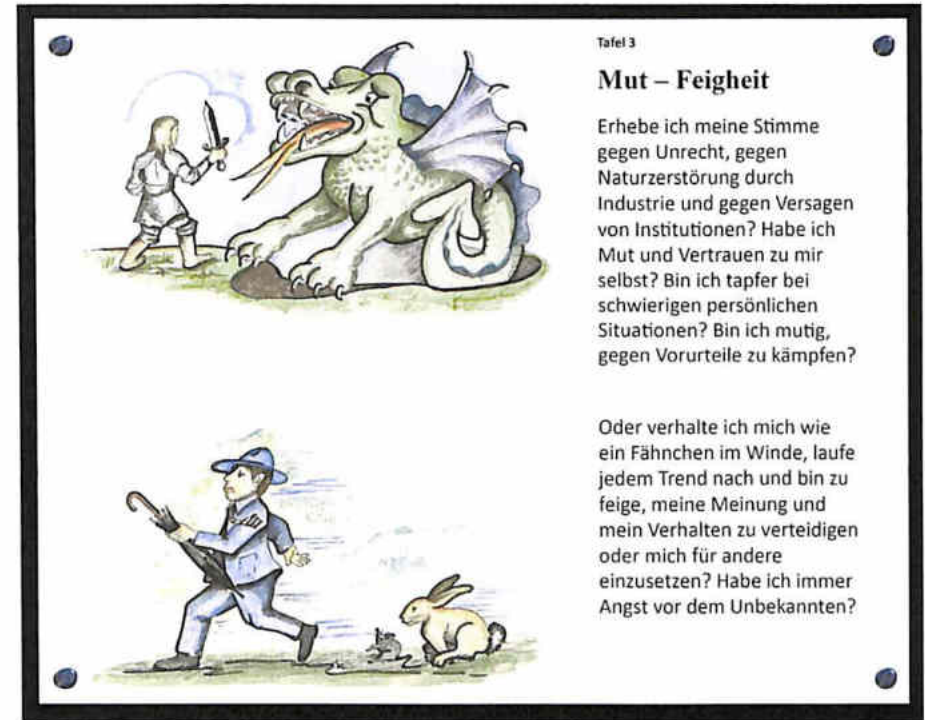 Tafel 3
Mut – Feigheit
Erhebe ich meine Stimme
gegen Unrecht, gegen
Naturzerstörung durch
Industrie und gegen Versagen
von Institutionen? Habe ich
Mut und Vertrauen zu mir
selbst? Bin ich tapfer bei
schwierigen persönlichen
Situationen? Bin ich mutig,
gegen Vorurteile zu kämpfen?
Oder verhalte ich mich wie
ein Fähnchen im Winde, laufe
jedem Trend nach und bin zu
feige, meine Meinung und
mein Verhalten zu verteidigen
oder mich für andere
einzusetzen? Habe ich immer
Angst vor dem Unbekannten?